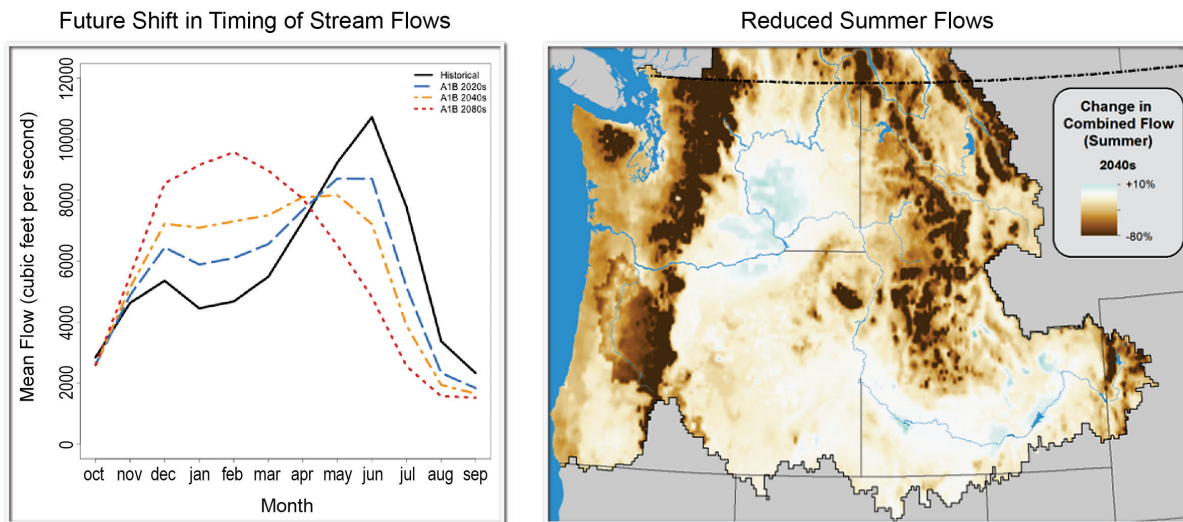 Future Shift in Timing of Stream Flows
Mean Flow (cubic feet per second)
12000
10000
8000
6000
4000
2000
0
Historical
A1B 2020s
A1B 2040s
A1B 2080s
oct nov dec jan feb mar apr may jun jul aug sep
Month
Reduced Summer Flows
Change in
Combined Flow
(Summer)
2040s
+10%
-80%